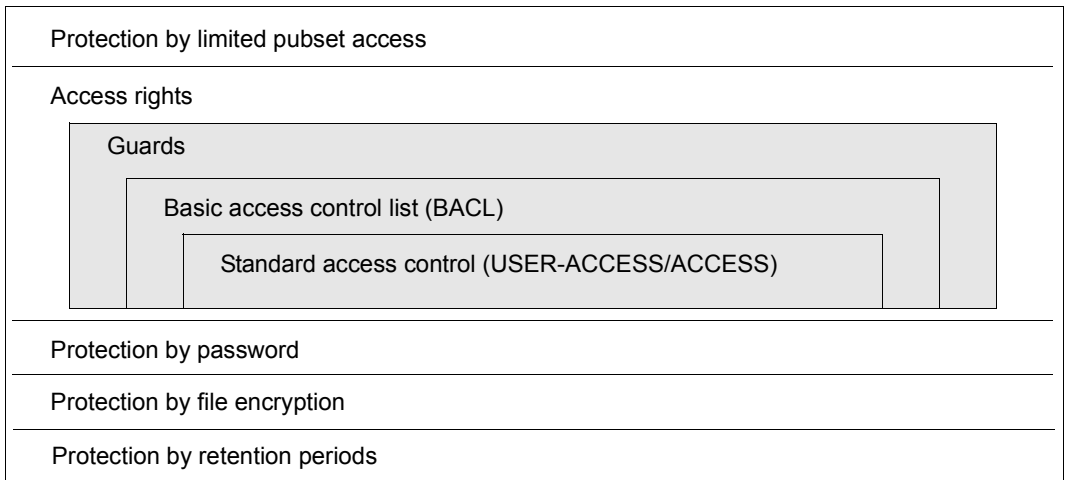 Protection by limited pubset access
Access rights
Guards
Basic access control list (BACL)
Standard access control (USER-ACCESS/ACCESS)
Protection by password
Protection by file encryption
Protection by retention periods